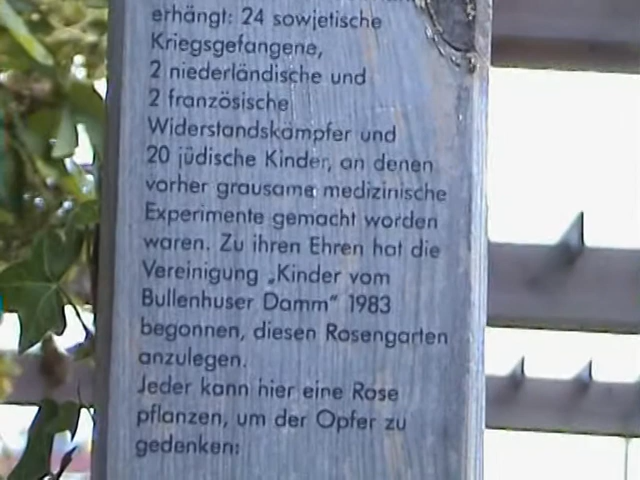 erhängt: 24 sowjetische
Kriegsgefangene,
2 niederländische und
2 französische
Widerstandskämpfer und
20 jüdische Kinder, an denen
vorher grausame medizinische
Experimente gemacht worden
waren. Zu ihren Ehren hat die
Vereinigung „Kinder vom
Bullenhuser Damm“ 1983
begonnen, diesen Rosengarten
anzulegen.
Jeder kann hier eine Rose
pflanzen, um der Opfer zu
gedenken: